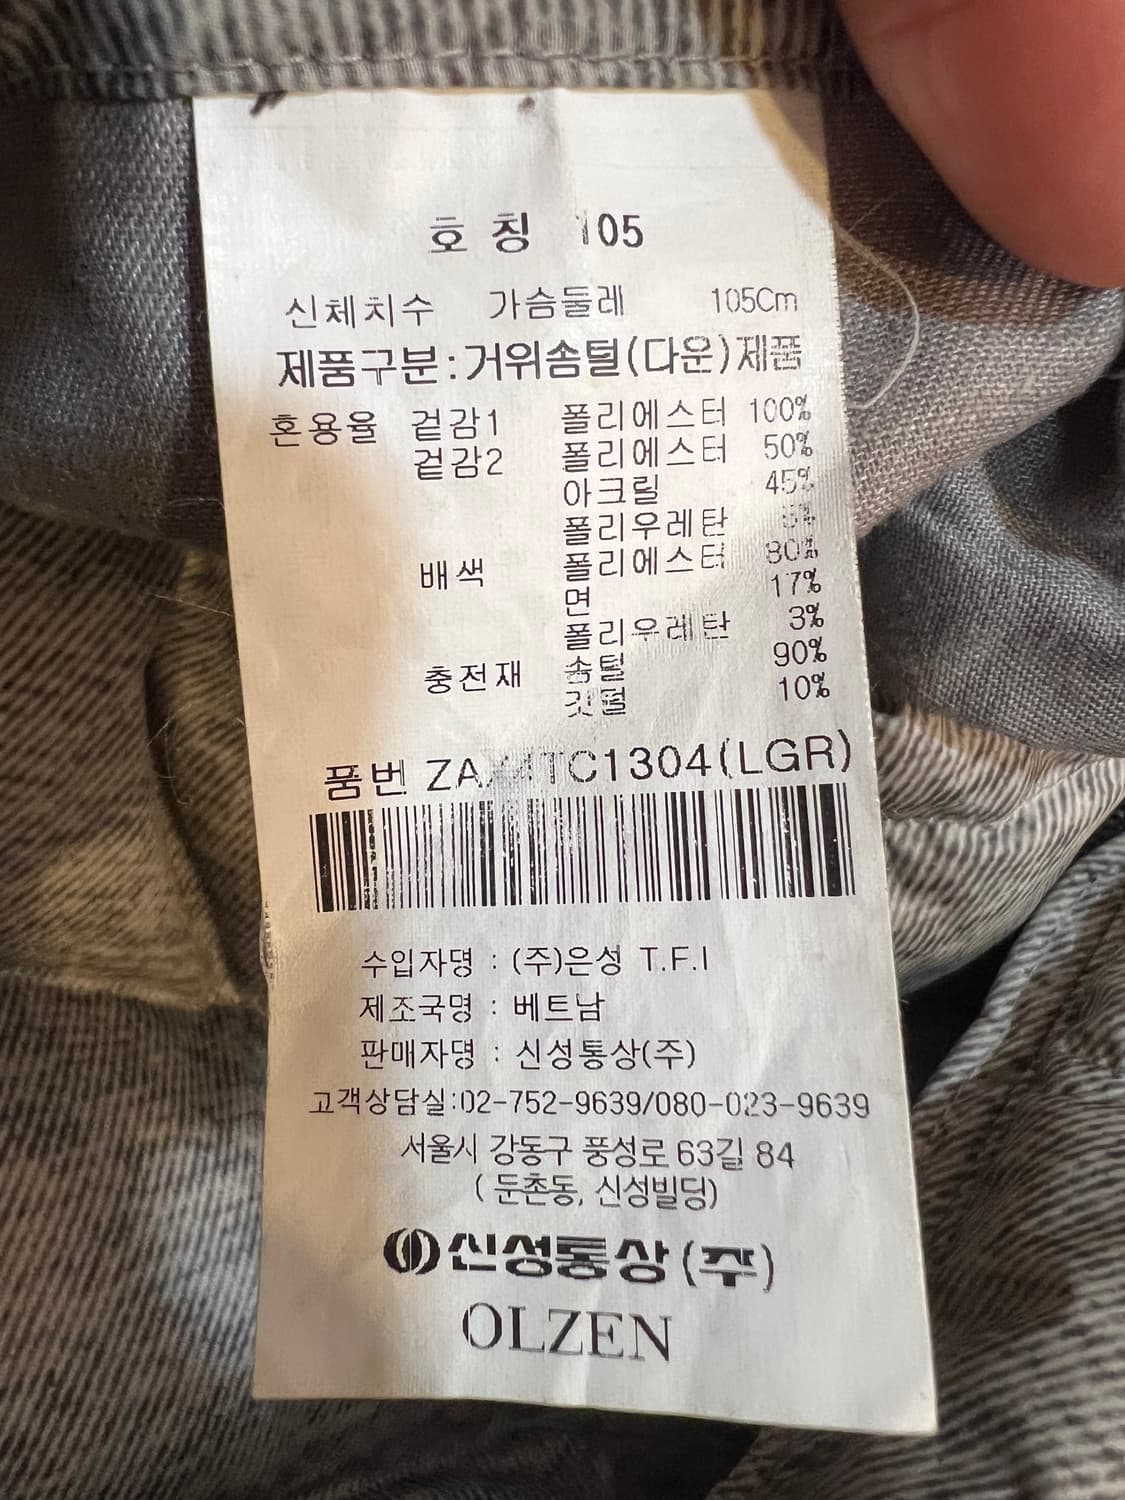 호 칭 105
신체치수 가슴둘레 105Cm
제품구분:거위솜털(다운)제품
혼용율 겉감1 폴리에스터 100%
겉감2 폴리에스터 50%
아크릴 45%
폴리우레탄 5%
배색 폴리에스터 80%
면 17%
폴리우레탄 3%
충전재 솜털 90%
깃털 10%
품번
수입자명 : (주)은성 T.F.I
제조국명 : 베트남
판매자명 : 신성통상(주)
고객상담실:02-752-9639/080-023-9639
서울시 강동구 풍성로 63길 84
( 둔촌동, 신성빌딩)
신성통상(주)
OLZEN